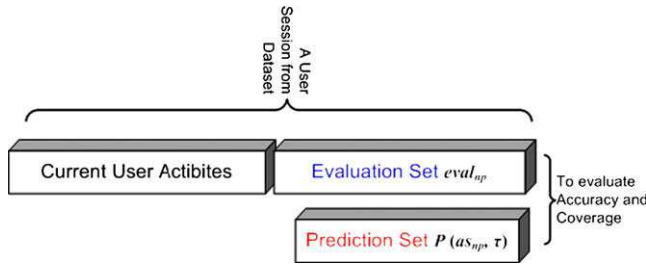 A User
Session from
Dataset
Current User Actibites
Evaluation Set eval_np
Prediction Set P (as_np, τ)
To evaluate
Accuracy and
Coverage